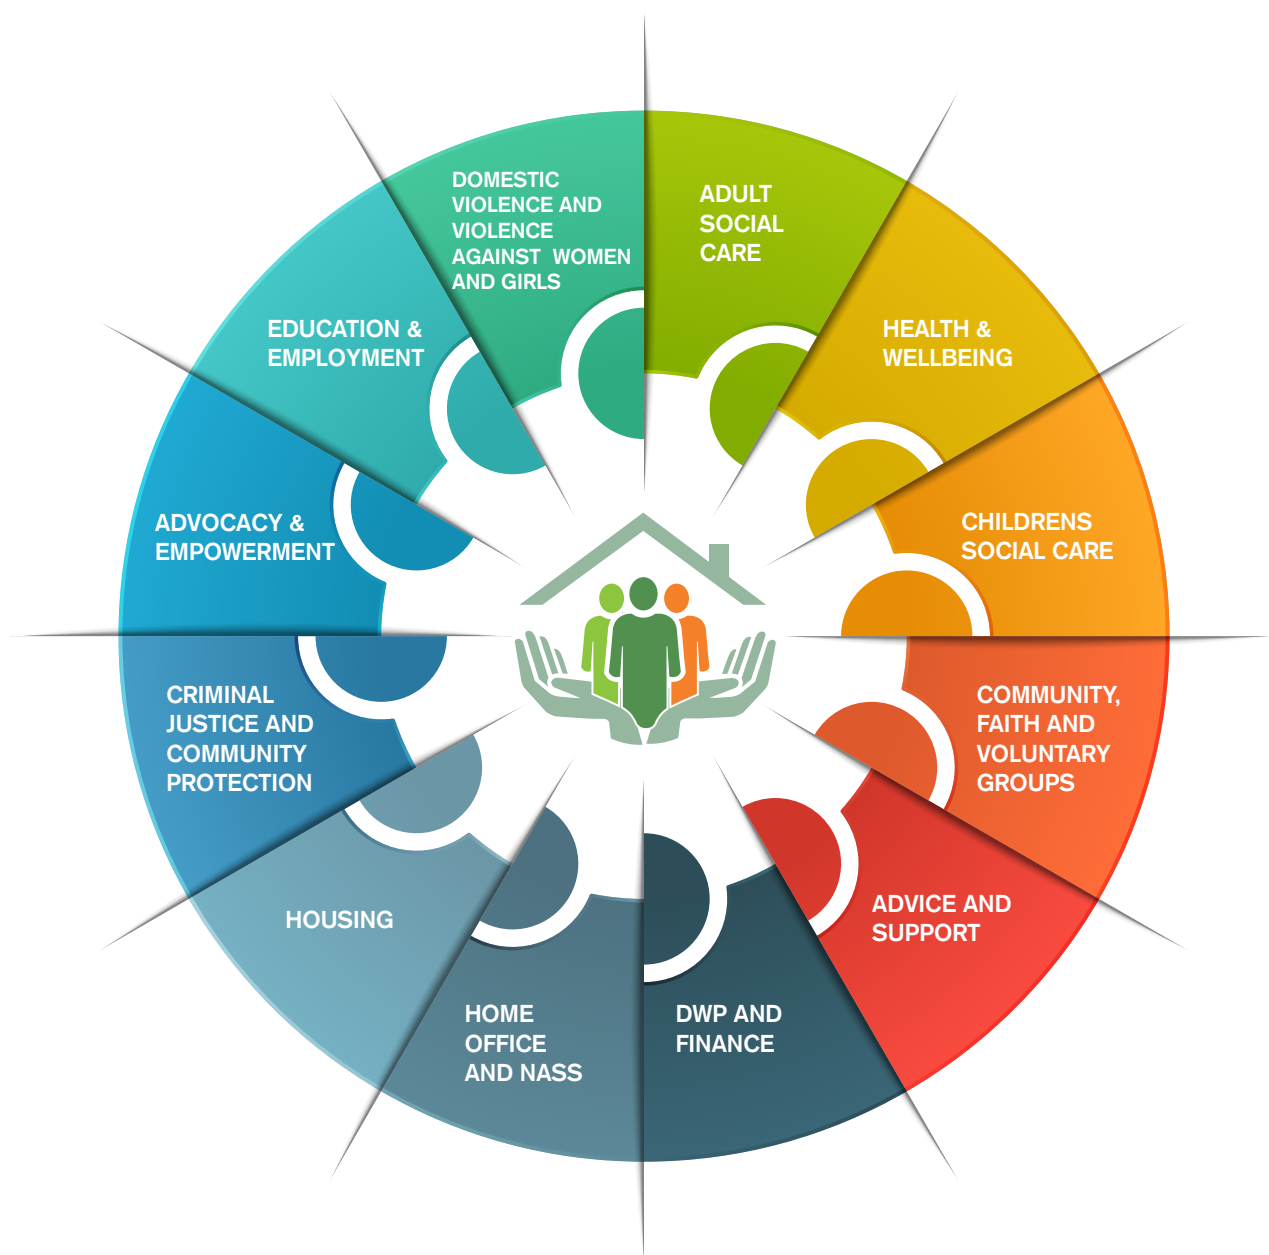 DOMESTIC
VIOLENCE AND
VIOLENCE
AGAINST WOMEN
AND GIRLS
ADULT
SOCIAL
CARE
HEALTH &
WELLBEING
CHILDRENS
SOCIAL CARE
COMMUNITY,
FAITH AND
VOLUNTARY
GROUPS
ADVICE AND
SUPPORT
DWP AND
FINANCE
HOME
OFFICE
AND NASS
HOUSING
CRIMINAL
JUSTICE AND
COMMUNITY
PROTECTION
ADVOCACY &
EMPOWERMENT
EDUCATION &
EMPLOYMENT